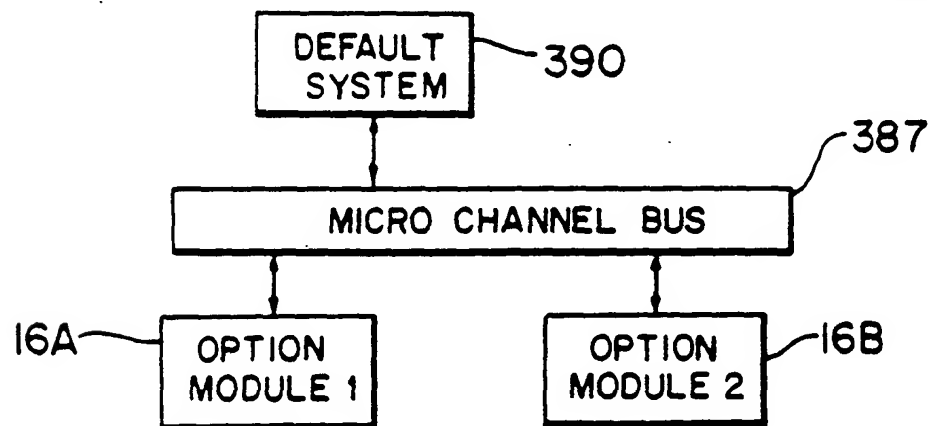 DEFAULT
SYSTEM
390
387
MICRO CHANNEL BUS
16A
OPTION
MODULE 1
OPTION
MODULE 2
16B